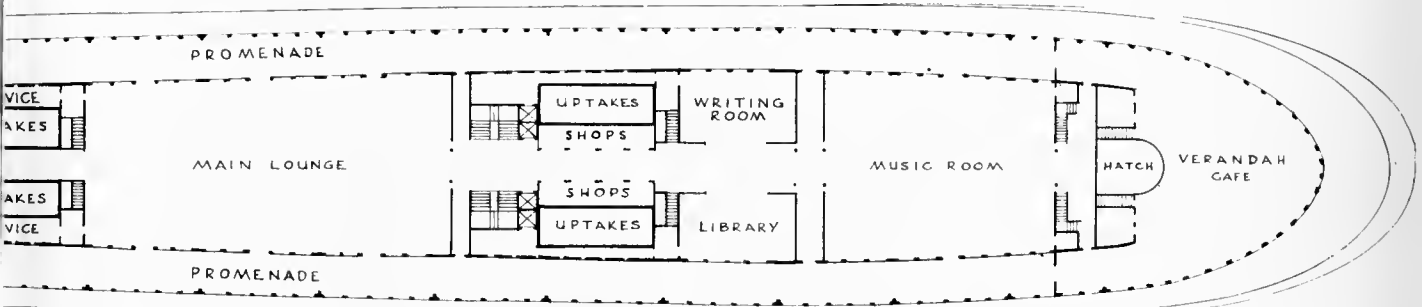 PROMENADE
VICE
AKES
UPTAKES
SHOPS
WRITING
ROOM
MAIN LOUNGE
MUSIC ROOM
HATCH
VERANDAH
CAFE
AKES
VICE
SHOPS
UPTAKES
LIBRARY
PROMENADE